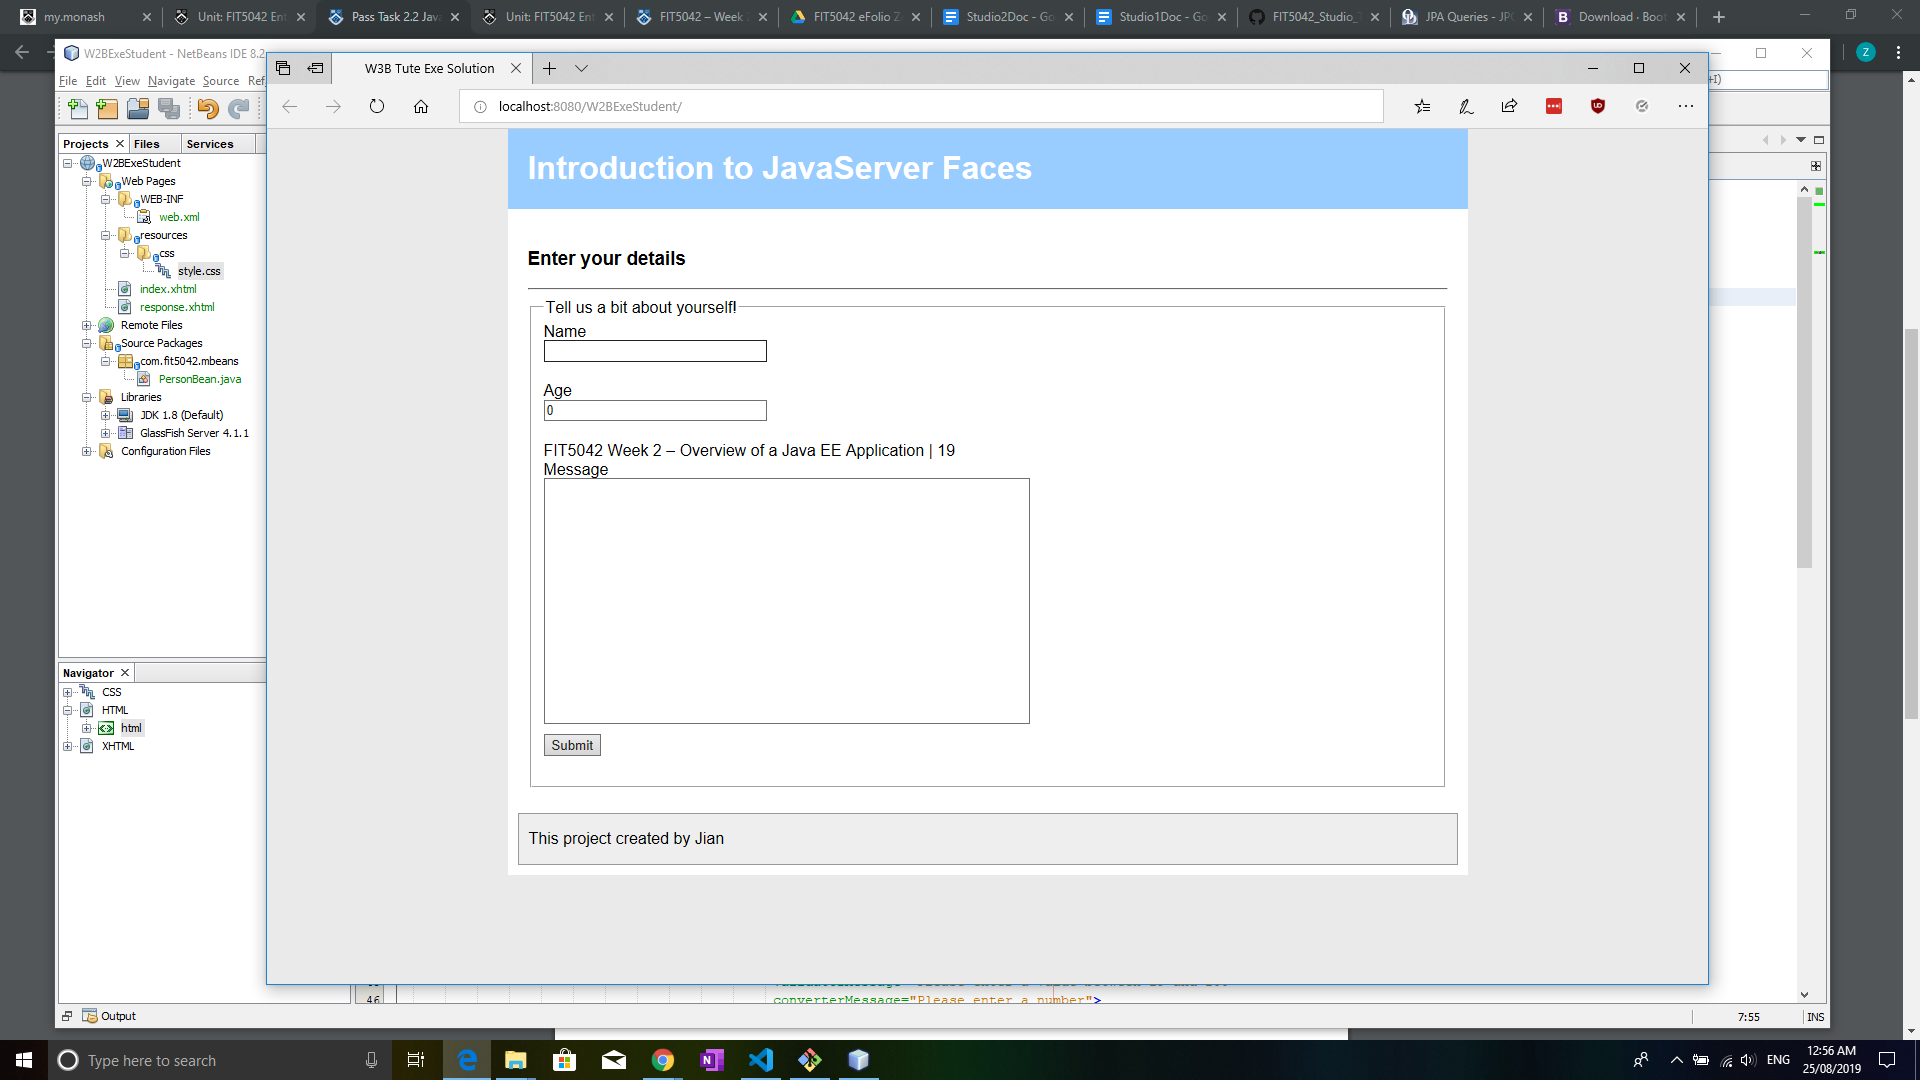 my.monash
Unit: FIT5042 Ent
Pass Task 2.2 Java
Unit: FIT5042 Ent
FIT5042 – Week
FIT5042 eFolio Z
Studio2Doc - Go
Studio1Doc - Go
FIT5042_Studio_
JPA Queries - JP
Download · Boot
Z
W2BExeStudent - NetBeans IDE 8.2
File Edit View Navigate Source Ref
+I)
W3B Tute Exe Solution
localhost:8080/W2BExeStudent/
Projects
Files
Services
W2BExeStudent
Web Pages
WEB-INF
web.xml
resources
css
style.css
index.xhtml
response.xhtml
Remote Files
Source Packages
com.fit5042.mbeans
PersonBean.java
Libraries
JDK 1.8 (Default)
GlassFish Server 4.1.1
Configuration Files
Navigator
CSS
HTML
html
XHTML
Introduction to JavaServer Faces
Enter your details
Tell us a bit about yourself!
Name
Age
0
FIT5042 Week 2 – Overview of a Java EE Application | 19
Message
Submit
This project created by Jian
46
converterMessage="Please enter a number">
Output
7:55
INS
Type here to search
ENG
12:56 AM
25/08/2019